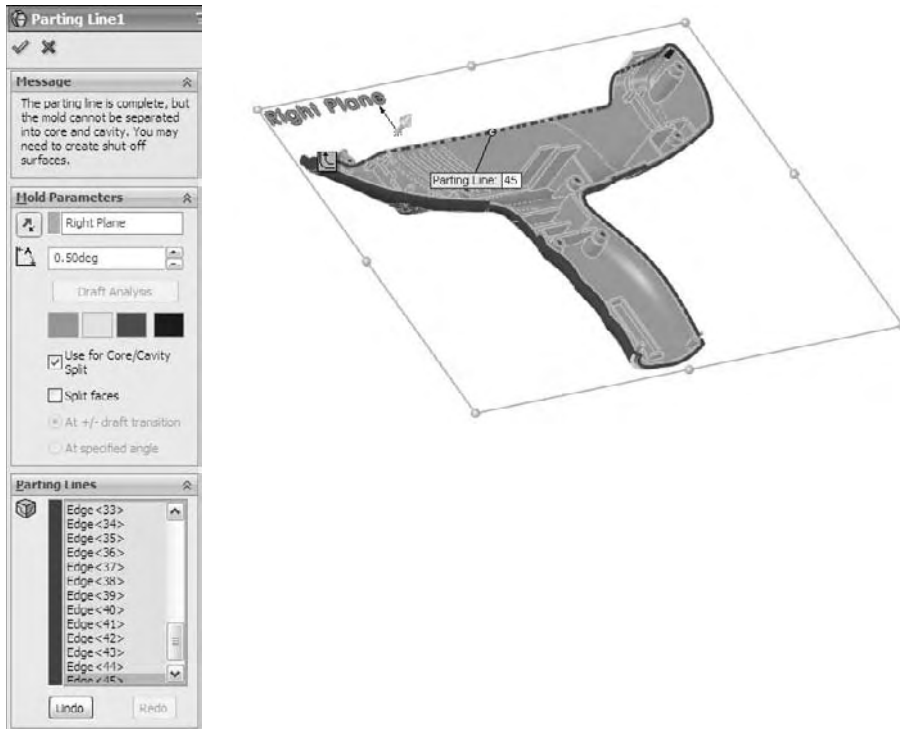 Parting Line1
Message
The parting line is complete, but
the mold cannot be separated
into core and cavity. You may
need to create shut off
surfaces.
Mold Parameters
Right Plane
0.50deg
Draft Analysis
Use for Core/Cavity
Split
Split faces
At +/- draft transition
At specified angle
Parting Lines
Edge<33>
Edge<34>
Edge<35>
Edge<36>
Edge<37>
Edge<38>
Edge<39>
Edge<40>
Edge<41>
Edge<42>
Edge<43>
Edge<44>
Edge<45>
Undo
Redo
Right Plane
Parting Line: 45